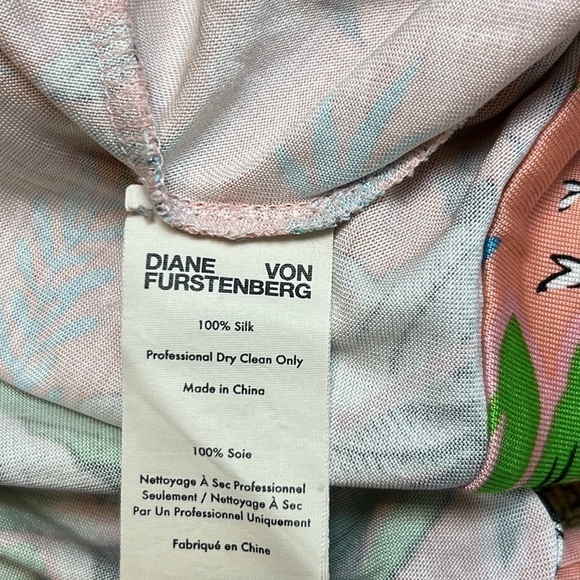 DIANE VON
FURSTENBERG
100% Silk
Professional Dry Clean Only
Made in China
100% Soie
Nettoyage À Sec Professionnel
Seulement / Nettoyage À Sec
Par Un Professionnel Uniquement
Fabriqué en Chine